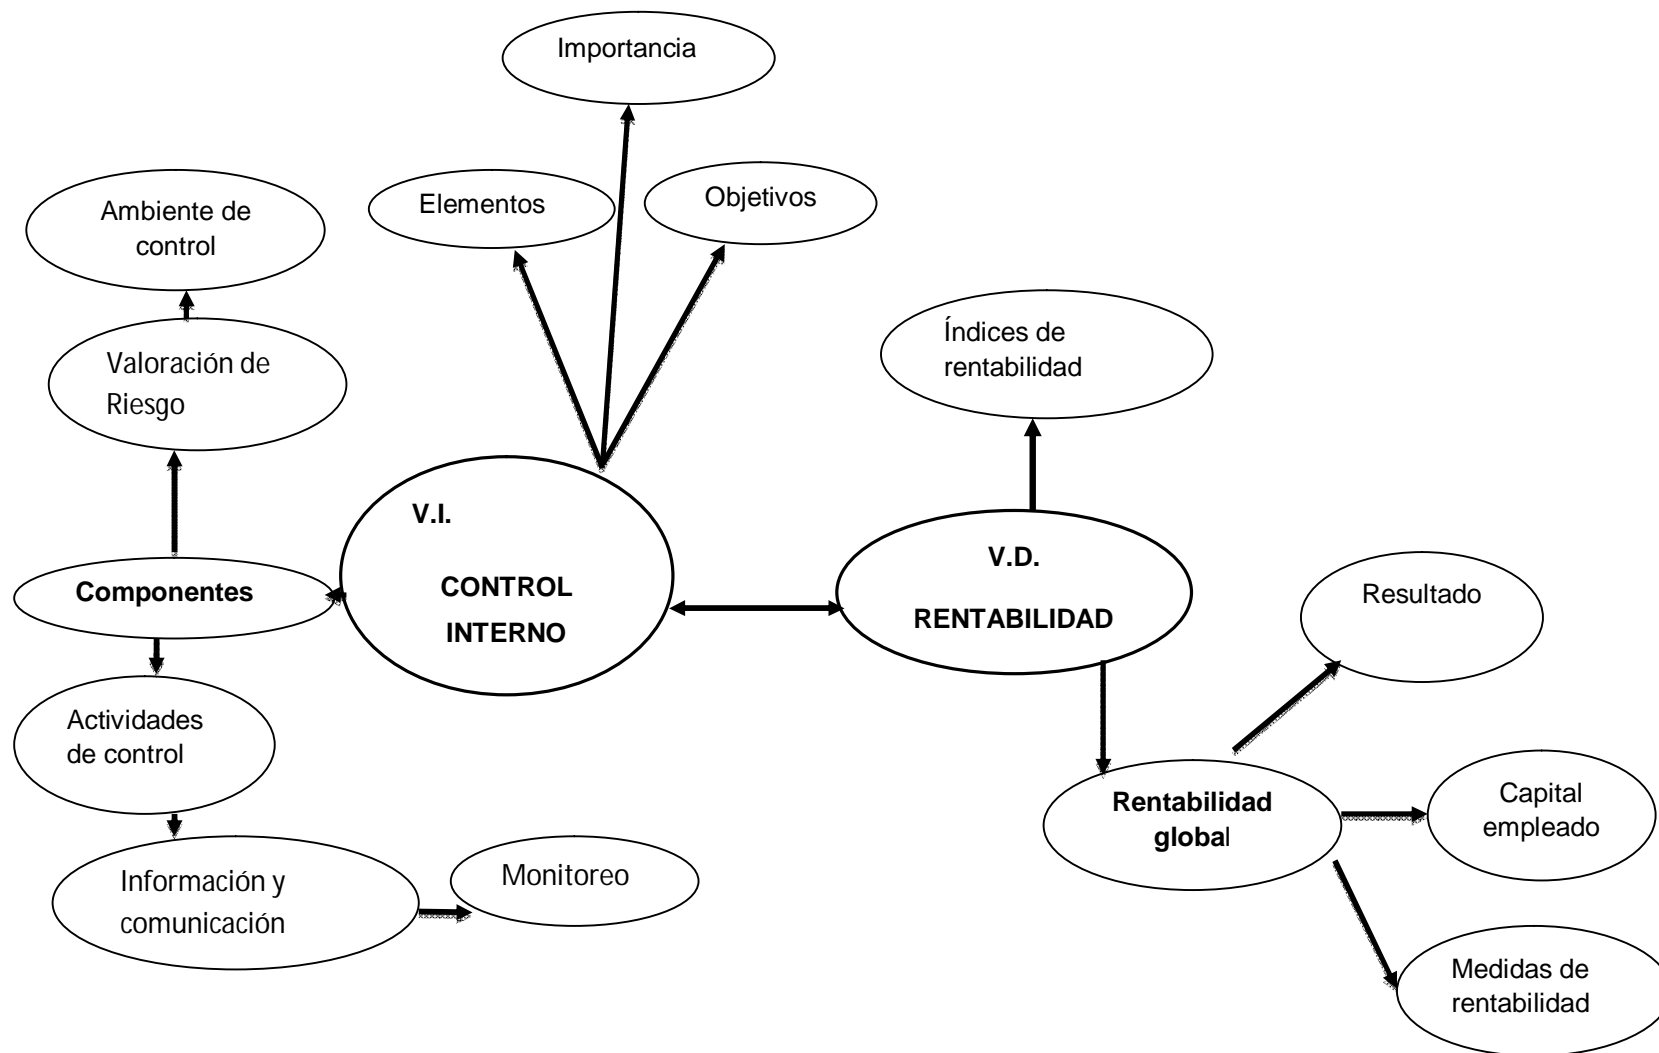 Importancia
Elementos
Objetivos
Ambiente de
control
Valoración de
Riesgo
Índices de
rentabilidad
V.I.
CONTROL
INTERNO
V.D.
RENTABILIDAD
Componentes
Resultado
Actividades
de control
Rentabilidad
global
Capital
empleado
Información y
comunicación
Monitoreo
Medidas de
rentabilidad